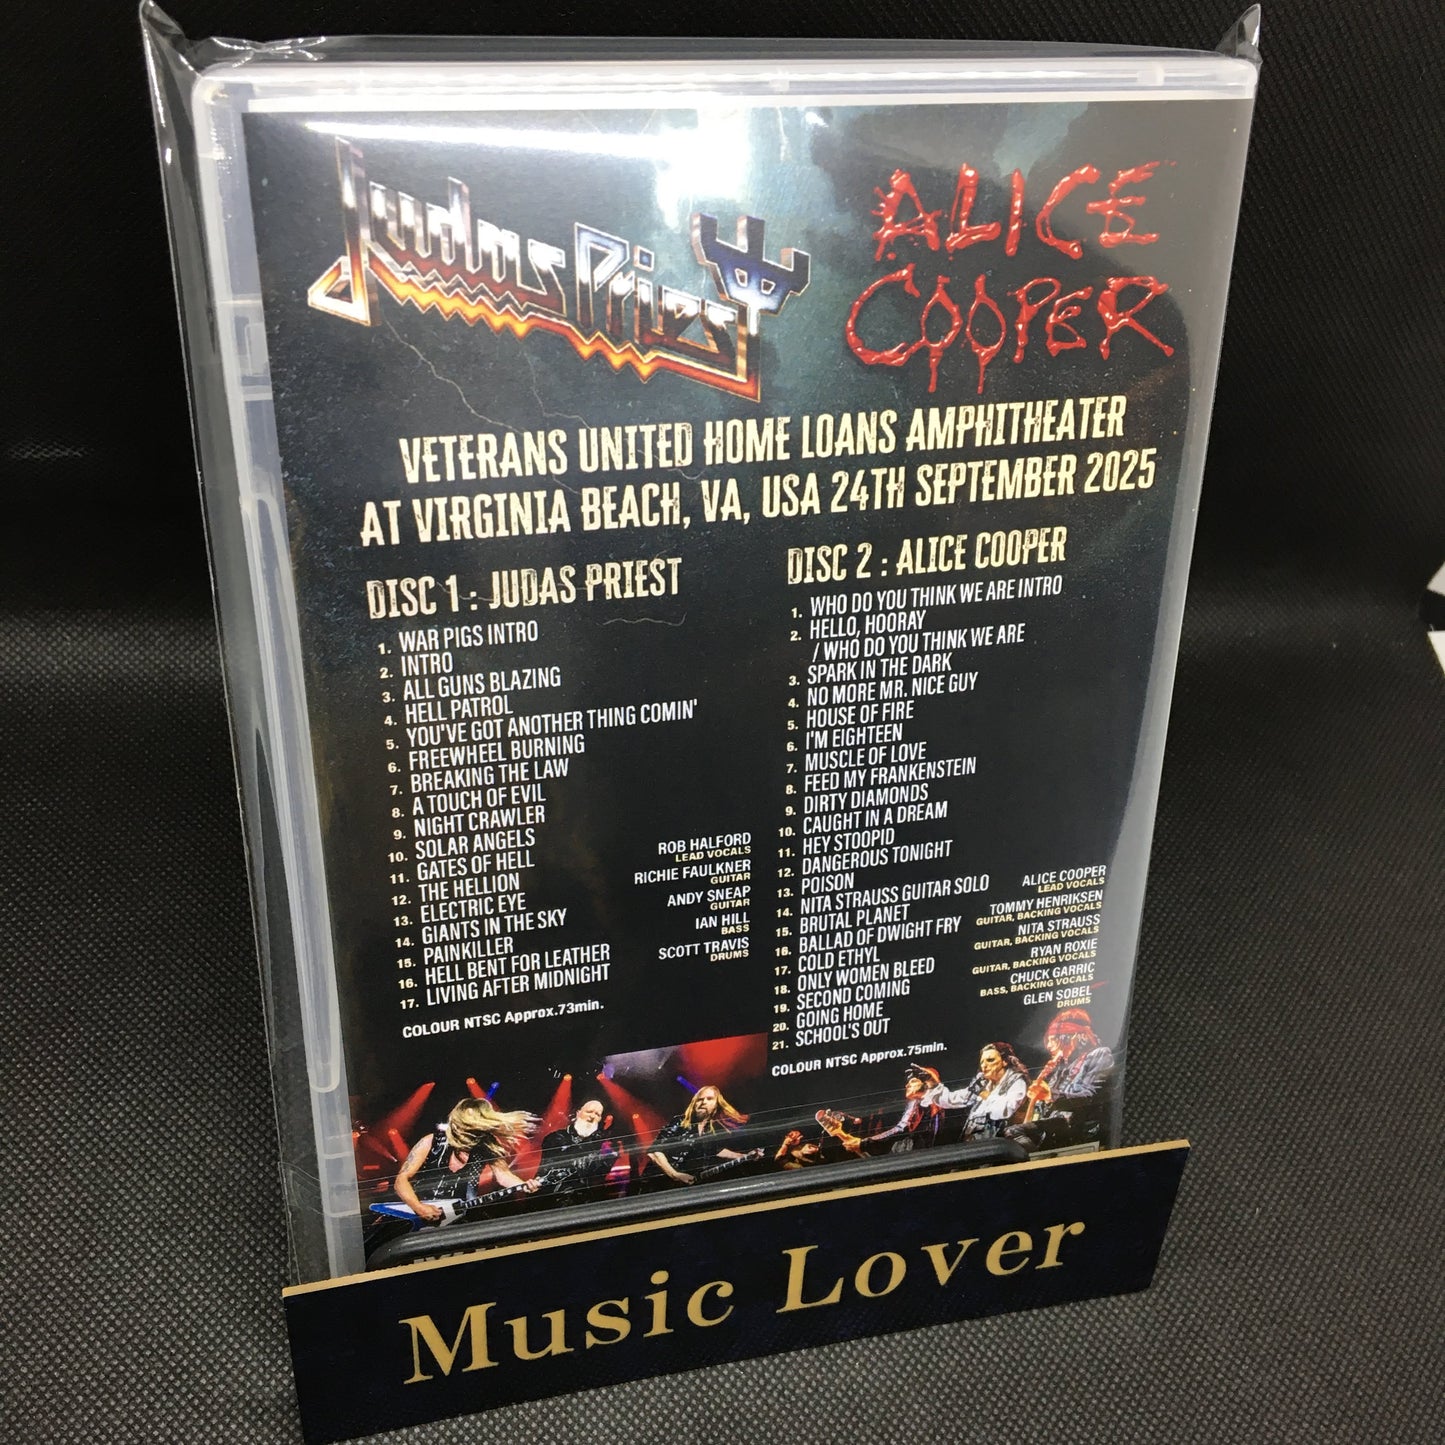 Judas Priest
ALICE
COOPER
VETERANS UNITED HOME LOANS AMPHITHEATER
AT VIRGINIA BEACH, VA, USA 24TH SEPTEMBER 2025
DISC 1 : JUDAS PRIEST
1. WAR PIGS INTRO
2. INTRO
3. ALL GUNS BLAZING
4. HELL PATROL
5. YOU'VE GOT ANOTHER THING COMIN'
6. FREEWHEEL BURNING
7. BREAKING THE LAW
8. A TOUCH OF EVIL
9. NIGHT CRAWLER
10. SOLAR ANGELS
11. GATES OF HELL
12. THE HELLION
13. ELECTRIC EYE
14. GIANTS IN THE SKY
15. PAINKILLER
16. HELL BENT FOR LEATHER
17. LIVING AFTER MIDNIGHT
COLOUR NTSC Approx.73min.
ROB HALFORD
LEAD VOCALS
RICHIE FAULKNER
GUITAR
ANDY SNEAP
GUITAR
IAN HILL
BASS
SCOTT TRAVIS
DRUMS
DISC 2 : ALICE COOPER
1. WHO DO YOU THINK WE ARE INTRO
2. HELLO, HOORAY
/ WHO DO YOU THINK WE ARE
3. SPARK IN THE DARK
4. NO MORE MR. NICE GUY
5. HOUSE OF FIRE
6. I'M EIGHTEEN
7. MUSCLE OF LOVE
8. FEED MY FRANKENSTEIN
9. DIRTY DIAMONDS
10. CAUGHT IN A DREAM
11. HEY STOOPID
12. DANGEROUS TONIGHT
13. POISON
14. NITA STRAUSS GUITAR SOLO
15. BRUTAL PLANET
16. BALLAD OF DWIGHT FRY
17. COLD ETHYL
18. ONLY WOMEN BLEED
19. SECOND COMING
20. GOING HOME
21. SCHOOL'S OUT
COLOUR NTSC Approx.75min.
ALICE COOPER
LEAD VOCALS
TOMMY HENRIKSEN
GUITAR, BACKING VOCALS
NITA STRAUSS
GUITAR, BACKING VOCALS
RYAN ROXIE
GUITAR, BACKING VOCALS
CHUCK GARRIC
BASS, BACKING VOCALS
GLEN SOBEL
DRUMS
Music Lover